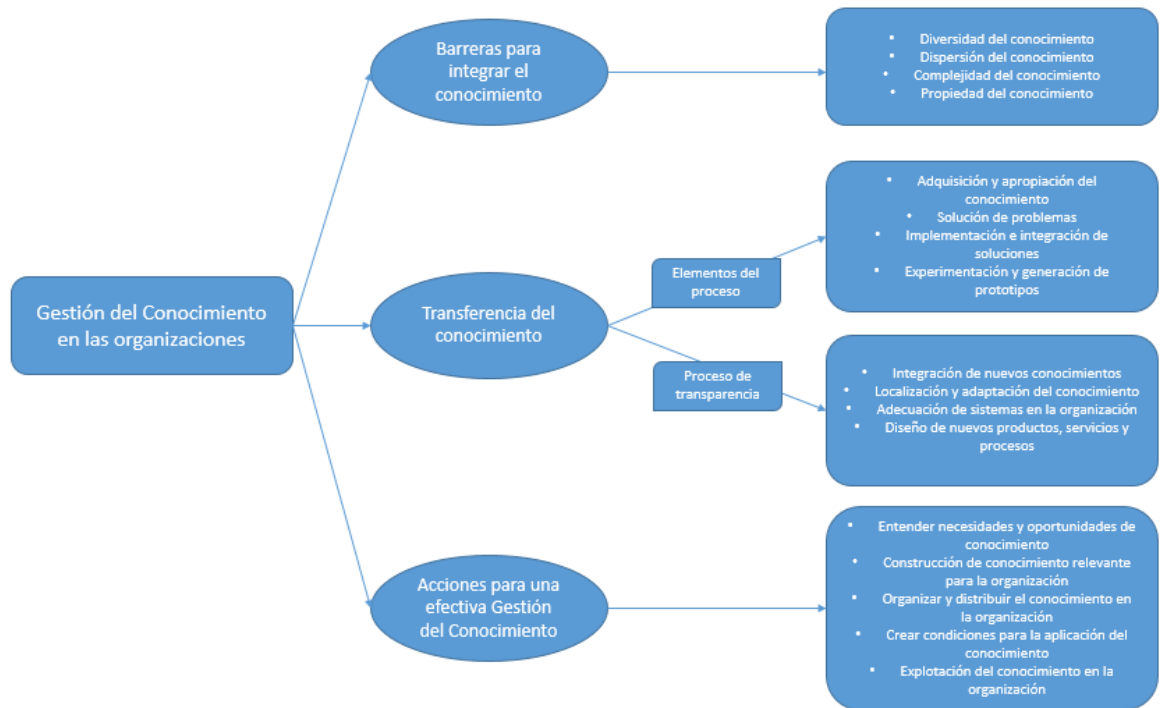 Gestión del Conocimiento
en las organizaciones
Barreras para
integrar el
conocimiento
• Diversidad del conocimiento
• Dispersión del conocimiento
• Complejidad del conocimiento
• Propiedad del conocimiento
Transferencia del
conocimiento
Elementos del
proceso
• Adquisición y apropiación del
conocimiento
• Solución de problemas
• Implementación e integración de
soluciones
• Experimentación y generación de
prototipos
Proceso de
transparencia
• Integración de nuevos conocimientos
• Localización y adaptación del conocimiento
• Adecuación de sistemas en la organización
• Diseño de nuevos productos, servicios y
procesos
Acciones para una
efectiva Gestión
del Conocimiento
• Entender necesidades y oportunidades de
conocimiento
• Construcción de conocimiento relevante
para la organización
• Organizar y distribuir el conocimiento en
la organización
• Crear condiciones para la aplicación del
conocimiento
• Explotación del conocimiento en la
organización